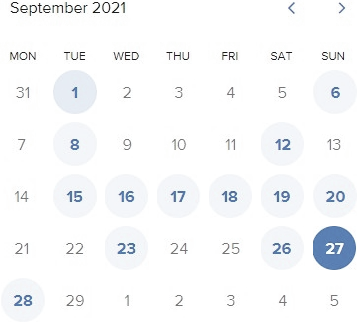 September 2021
MON TUE WED THU FRI SAT SUN
31 1 2 3 4 5 6
7 8 9 10 11 12 13
14 15 16 17 18 19 20
21 22 23 24 25 26 27
28 29 1 2 3 4 5